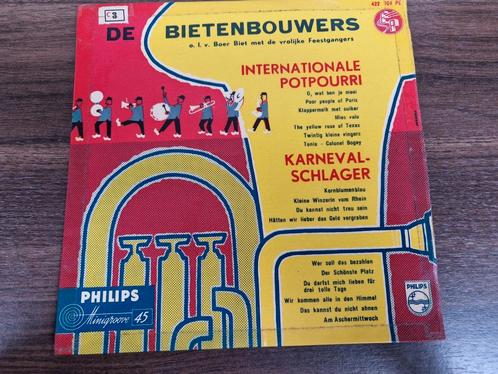 3
422 104 PE
DE BIETENBOUWERS
o. l. v. Boer Biet met de vrolijke Feestgangers
INTERNATIONALE
POTPOURRI
O, wat ben je mooi
Poor people of Paris
Kloppermelk met suiker
Mies vals
The yellow rose of Texas
Twintig kleine vingers
Tonia - Colonel Bogey
KARNEVAL-
SCHLAGER
Kornblumenblau
Kleine Winzerin vom Rhein
Du kannst nicht treu sein
Hätten wir lieber das Geld vergraben
Wer soll das bezahlen
Der Schönste Platz
Du darfst mich lieben für
drei tolle Tage
Wir kommen alle in den Himmel
Das kannst du nicht ahnen
Am Aschermittwoch
PHILIPS
Minigroove 45
PHILIPS